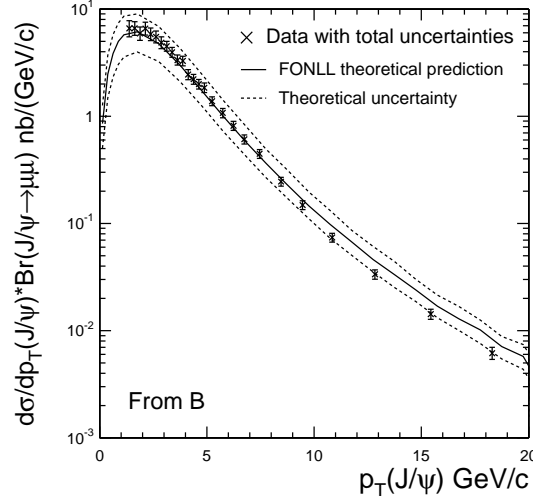 dσ/dp_T(J/ψ)*Br(J/ψ→μμ) nb/(GeV/c)
10
1
10^-1
10^-2
10^-3
× Data with total uncertainties
FONLL theoretical prediction
Theoretical uncertainty
From B
0 5 10 15 20
p_T(J/ψ) GeV/c